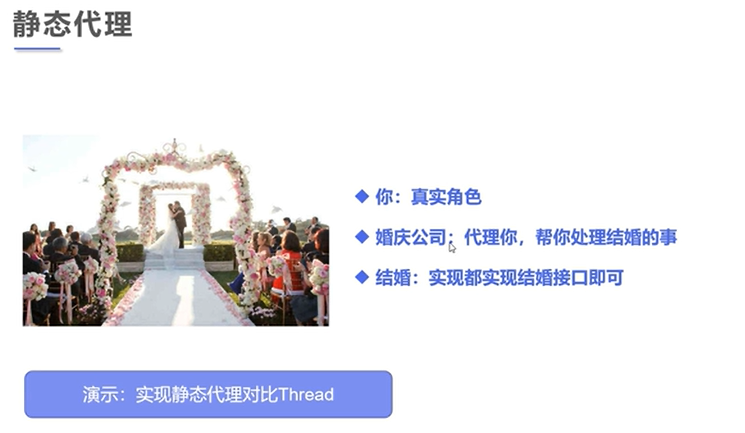 静态代理
你：真实角色
婚庆公司：代理你，帮你处理结婚的事
结婚：实现都实现结婚接口即可
演示：实现静态代理对比Thread